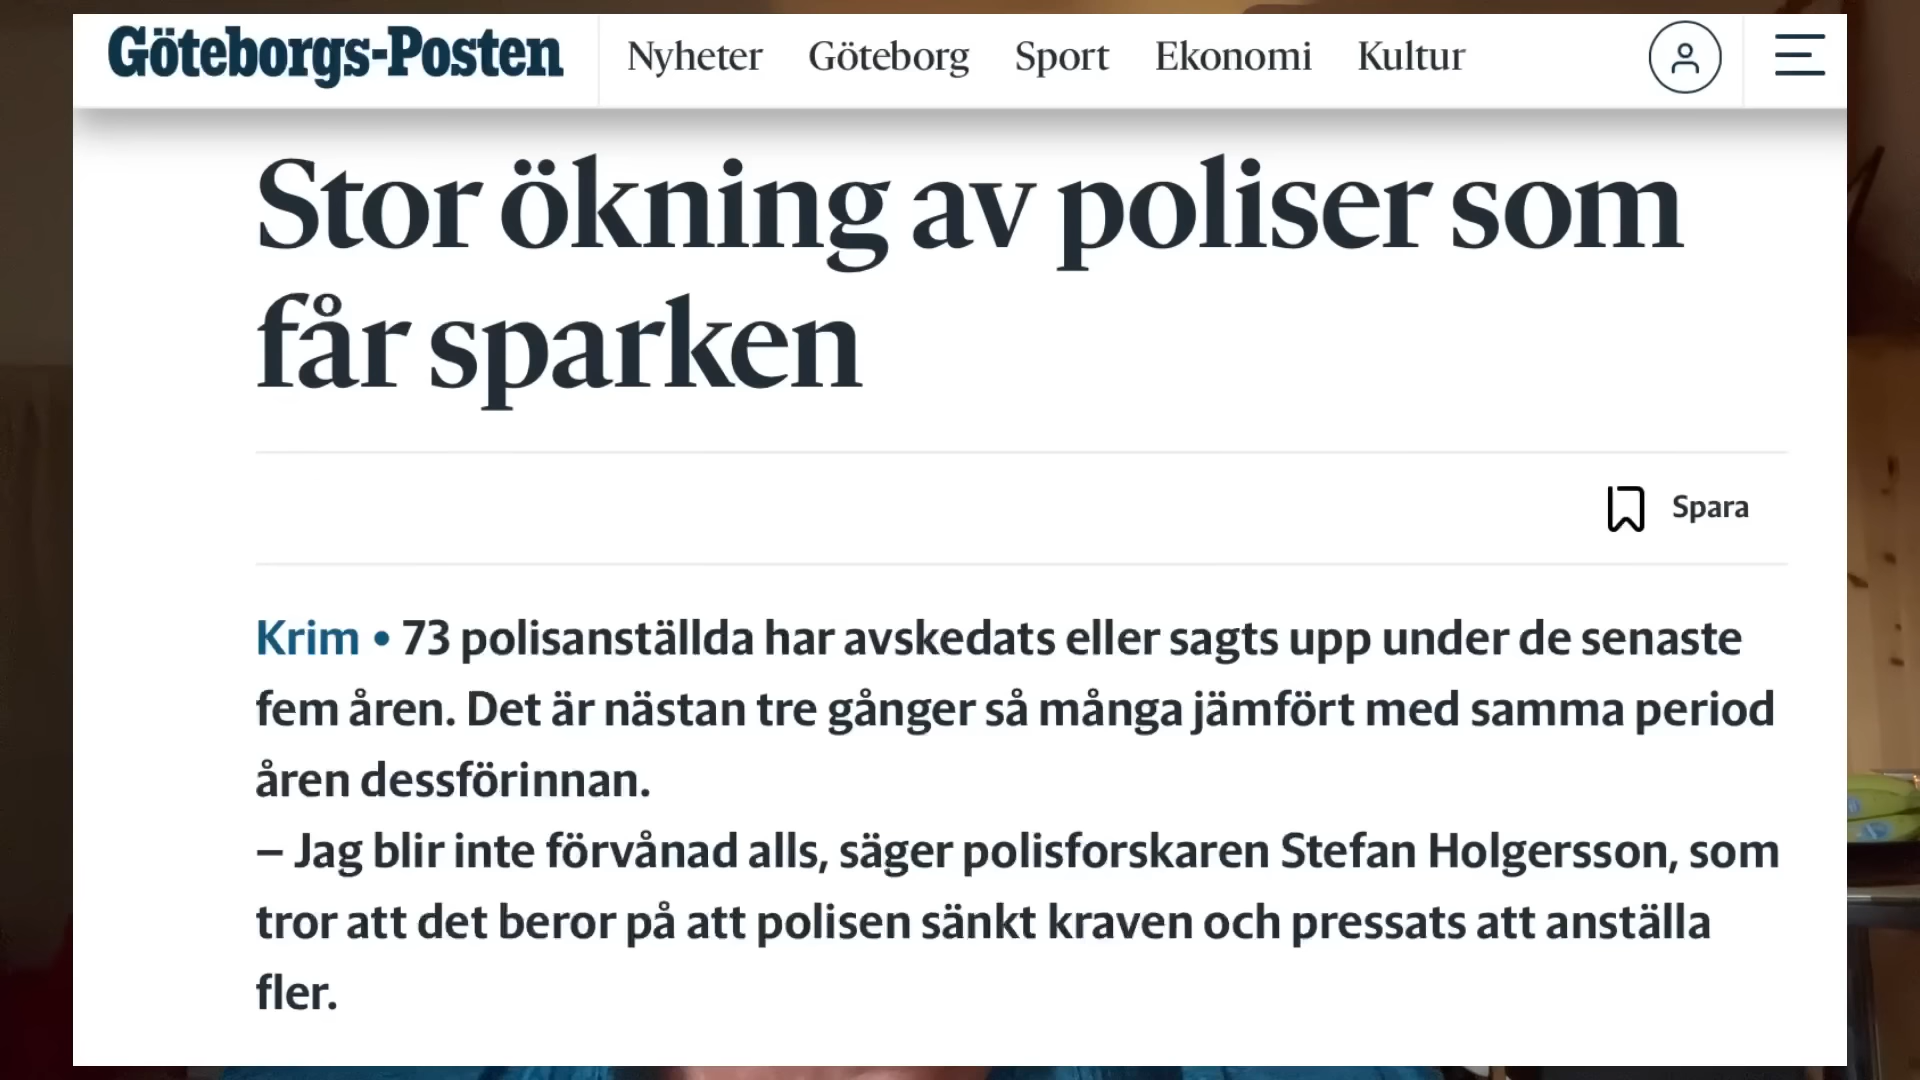 Göteborgs-Posten
Nyheter Göteborg Sport Ekonomi Kultur
Stor ökning av poliser som
får sparken
Spara
Krim • 73 polisanställda har avskedats eller sagts upp under de senaste
fem åren. Det är nästan tre gånger så många jämfört med samma period
åren dessförinnan.
– Jag blir inte förvånad alls, säger polisforskaren Stefan Holgersson, som
tror att det beror på att polisen sänkt kraven och pressats att anställa
fler.